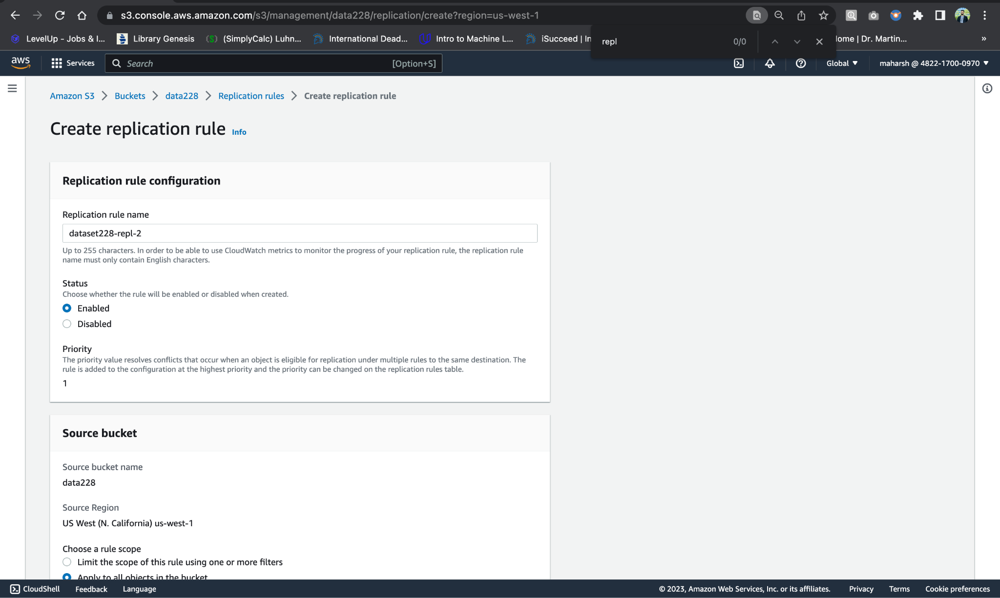 s3.console.aws.amazon.com/s3/management/data228/replication/create?region=us-west-1
LevelUp - Jobs & I... Library Genesis (SimplyCalc) Luhn... International Dead... Intro to Machine L... iSucceed | In
repl 0/0
Home | Dr. Martin... »
aws Services Search [Option+S] Global maharsh @ 4822-1700-0970
Amazon S3 Buckets data228 Replication rules Create replication rule
Create replication rule Info
Replication rule configuration
Replication rule name
dataset228-repl-2
Up to 255 characters. In order to be able to use CloudWatch metrics to monitor the progress of your replication rule, the replication rule
name must only contain English characters.
Status
Choose whether the rule will be enabled or disabled when created.
Enabled
Disabled
Priority
The priority value resolves conflicts that occur when an object is eligible for replication under multiple rules to the same destination. The
rule is added to the configuration at the highest priority and the priority can be changed on the replication rules table.
1
Source bucket
Source bucket name
data228
Source Region
US West (N. California) us-west-1
Choose a rule scope
Limit the scope of this rule using one or more filters
Apply to all objects in the bucket
CloudShell Feedback Language © 2023, Amazon Web Services, Inc. or its affiliates. Privacy Terms Cookie preferences